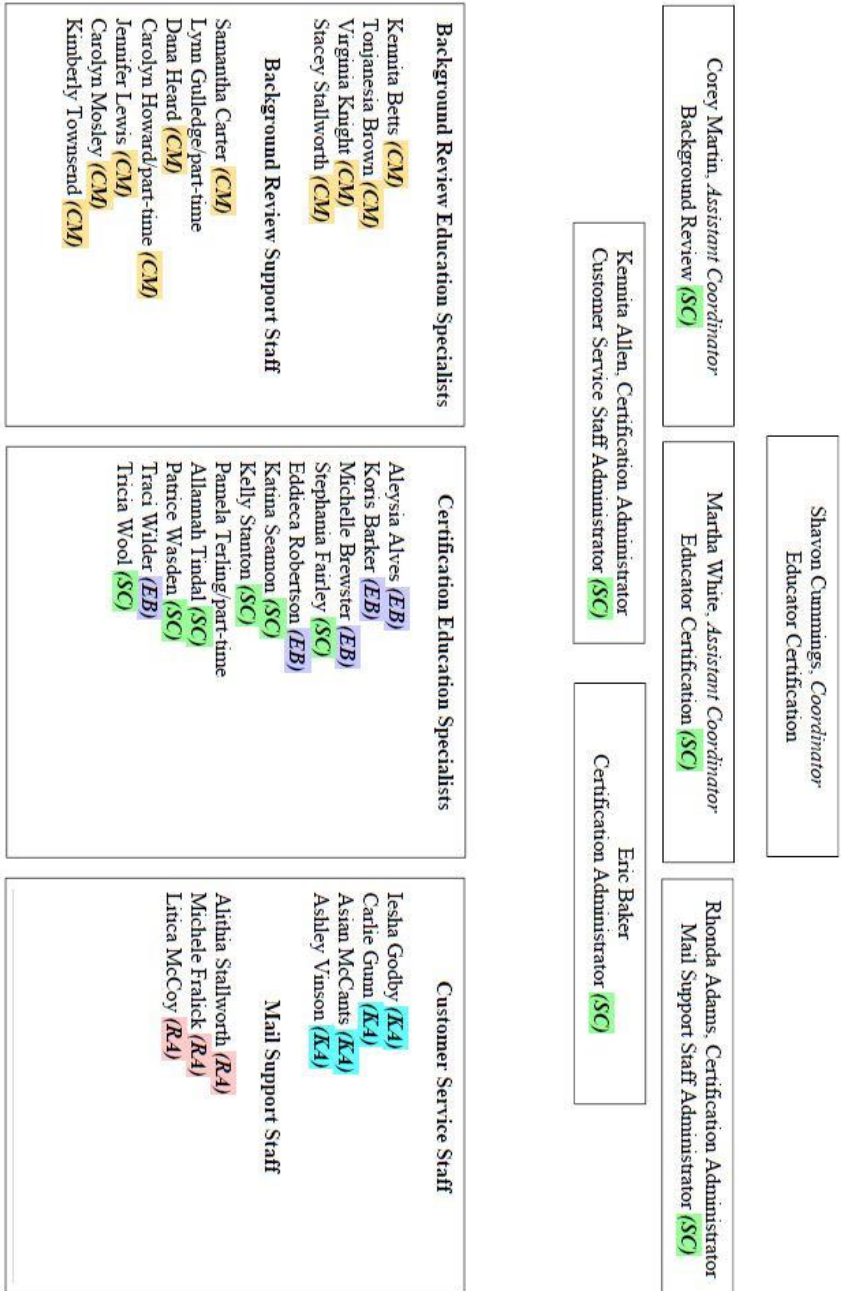 Shavon Cummings, Coordinator
Educator Certification
Corey Martin, Assistant Coordinator
Background Review (SC)
Martha White, Assistant Coordinator
Educator Certification (SC)
Rhonda Adams, Certification Administrator
Mail Support Staff Administrator (SC)
Kennita Allen, Certification Administrator
Customer Service Staff Administrator (SC)
Eric Baker
Certification Administrator (SC)
Background Review Education Specialists
Kennita Betts (CM)
Tonjanesia Brown (CM)
Virginia Knight (CM)
Stacey Stallworth (CM)
Background Review Support Staff
Samantha Carter (CM)
Lynn Gulledge/part-time
Dana Heard (CM)
Carolyn Howard/part-time (CM)
Jennifer Lewis (CM)
Carolyn Mosley (CM)
Kimberly Townsend (CM)
Certification Education Specialists
Aleysia Alves (EB)
Koris Barker (EB)
Michelle Brewster (EB)
Stephania Fairley (SC)
Eddieca Robertson (EB)
Katina Seamon (SC)
Kelly Stanton (SC)
Pamela Terling/part-time
Allannah Tindal (SC)
Patrice Wasden (SC)
Traci Wilder (EB)
Tricia Wool (SC)
Customer Service Staff
Iesha Godby (KA)
Carlie Gunn (KA)
Asian McCants (KA)
Ashley Vinson (KA)
Mail Support Staff
Alithia Stallworth (RA)
Michele Fralick (RA)
Litica McCoy (RA)